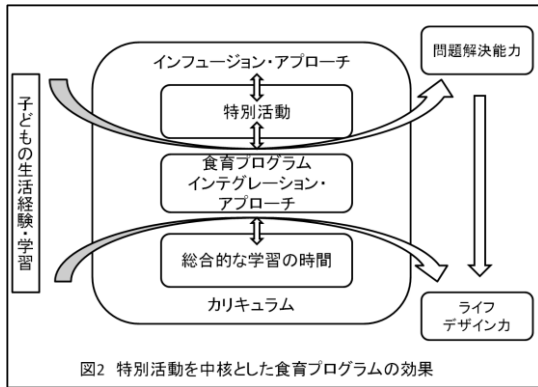 インフュージョン・アプローチ
問題解決能力
特別活動
子どもの生活経験・学習
食育プログラム
インテグレーション・
アプローチ
総合的な学習の時間
カリキュラム
ライフ
デザイン力
図2 特別活動を中核とした食育プログラムの効果